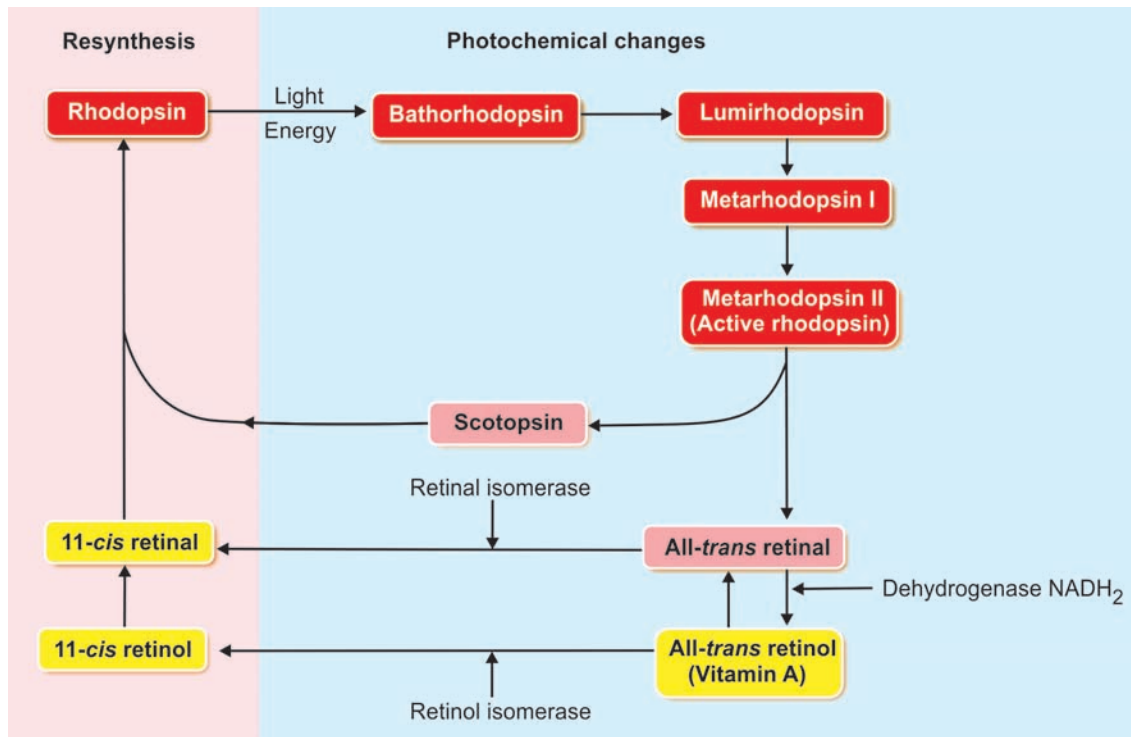 Resynthesis
Photochemical changes
Rhodopsin
Light
Energy
Bathorhodopsin
Lumirhodopsin
Metarhodopsin I
Metarhodopsin II
(Active rhodopsin)
Scotopsin
Retinal isomerase
11-cis retinal
All-trans retinal
Dehydrogenase NADH₂
11-cis retinol
All-trans retinol
(Vitamin A)
Retinol isomerase